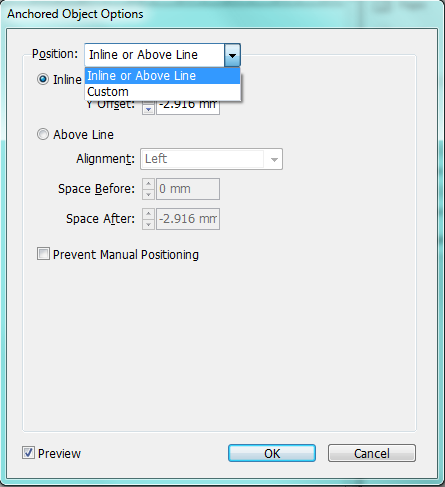 Anchored Object Options
Position: Inline or Above Line
Inline or Above Line
Custom
Inline
Y Offset: -2.916 mm
Above Line
Alignment: Left
Space Before: 0 mm
Space After: -2.916 mm
Prevent Manual Positioning
Preview
OK
Cancel